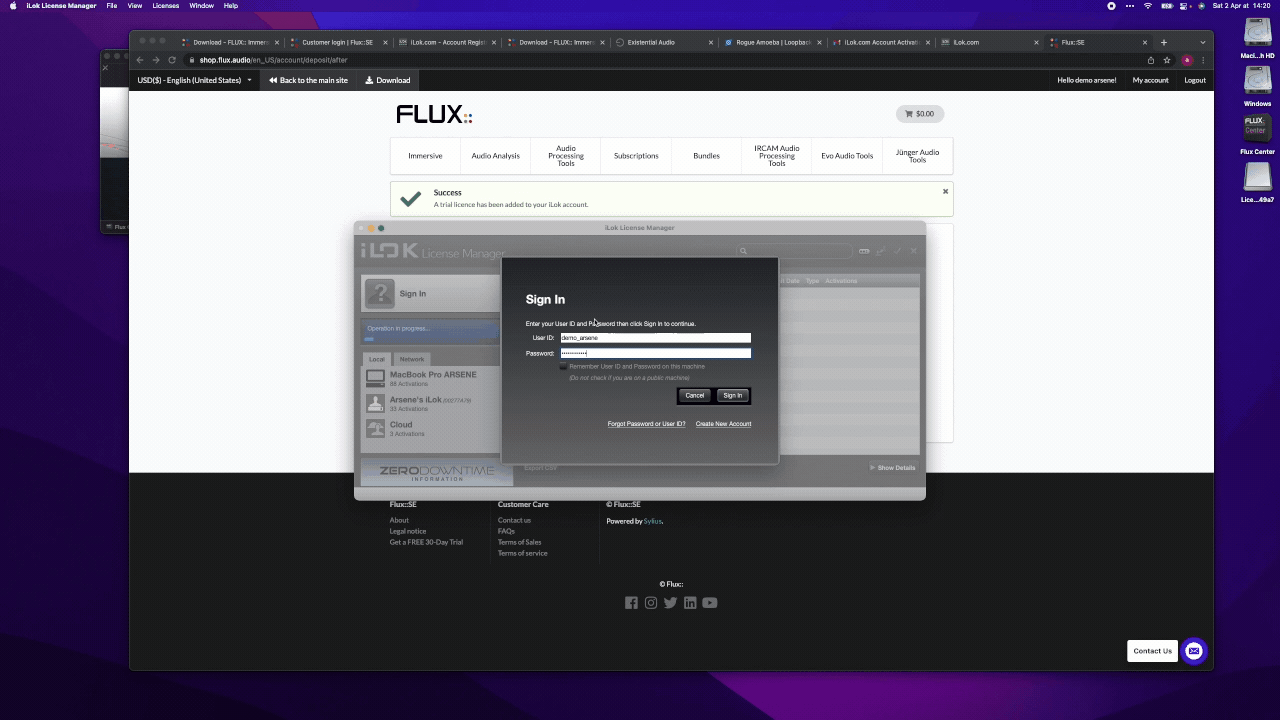 iLok License Manager File Edit View Licenses Window Help
Sat 2 Apr at 14:20
Download - FLUX:: Immers
Customer login | Flux::SE
iLok.com - Account Regist
Download - FLUX:: Immers
Existential Audio
Rogue Amoeba | Loopback
iLok.com Account Activati
iLok.com
Flux::SE
shop.flux.audio/en_US/account/deposit/after
USD($) - English (United States)
Back to the main site
Download
Hello demo arsene!
My account
Logout
FLUX::
$0.00
Immersive
Audio Analysis
Audio Processing Tools
Subscriptions
Bundles
IRCAM Audio Processing Tools
Evo Audio Tools
Jünger Audio Tools
Success
A trial licence has been added to your iLok account.
iLok License Manager
iLOK License Manager
Sign In
Operation in progress...
Local
Network
MacBook Pro ARSENE
Arsene's iLok
33 Activations
Cloud
3 Activations
ZERODOWNTIME
INFORMATION
Type
Activations
Export CSV
Show Details
Sign In
Enter your User ID and Password then click Sign In to continue.
User ID: demo_arsene
Password:
Remember User ID and Password on this machine
(Do not check if you are on a public machine)
Cancel
Sign In
Forgot Password or User ID?
Create New Account
Flux::SE
About
Legal notice
Get a FREE 30-Day Trial
Customer Care
Contact us
FAQs
Terms of Sales
Terms of service
© Flux::SE
Powered by Sylius.
© Flux::
Contact Us
Maci...h HD
Windows
FLUX:: Center
Flux Center
Lice...49a7